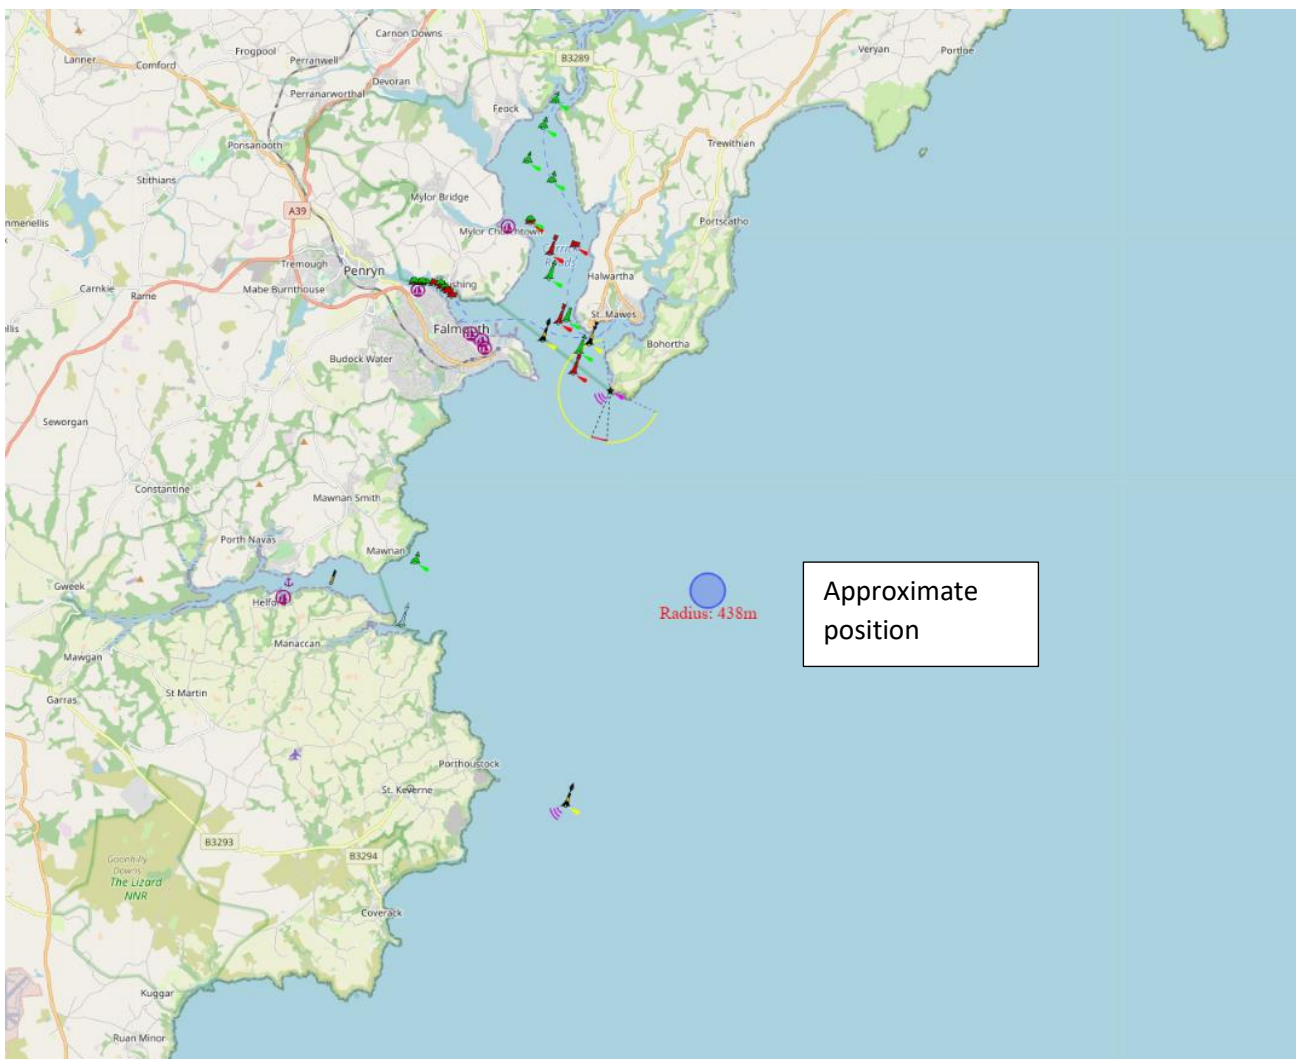 Carnon Downs
Frogpool
Lanner
Comford
Perranwell
B3289
Veryan
Portloe
Devoran
Perranarworthal
Feock
Ponsanooth
Trewithian
Stithians
Mylor Bridge
A39
Portscatho
Mylor Churchtown
Tremough
Penryn
Halwartha
Carnkie
Rame
Mabe Burnhouse
St. Mawes
Falmouth
Bohortha
Budock Water
Seworgan
Constantine
Mawnan Smith
Porth Navas
Mawnan
Gweek
Approximate
position
Radius: 438m
Manaccan
Mawgan
St Martin
Garras
Porthoustock
St. Keverne
B3293
B3294
Goonhilly
Downs
The Lizard
NNR
Coverack
Kuggar
Ruan Minor